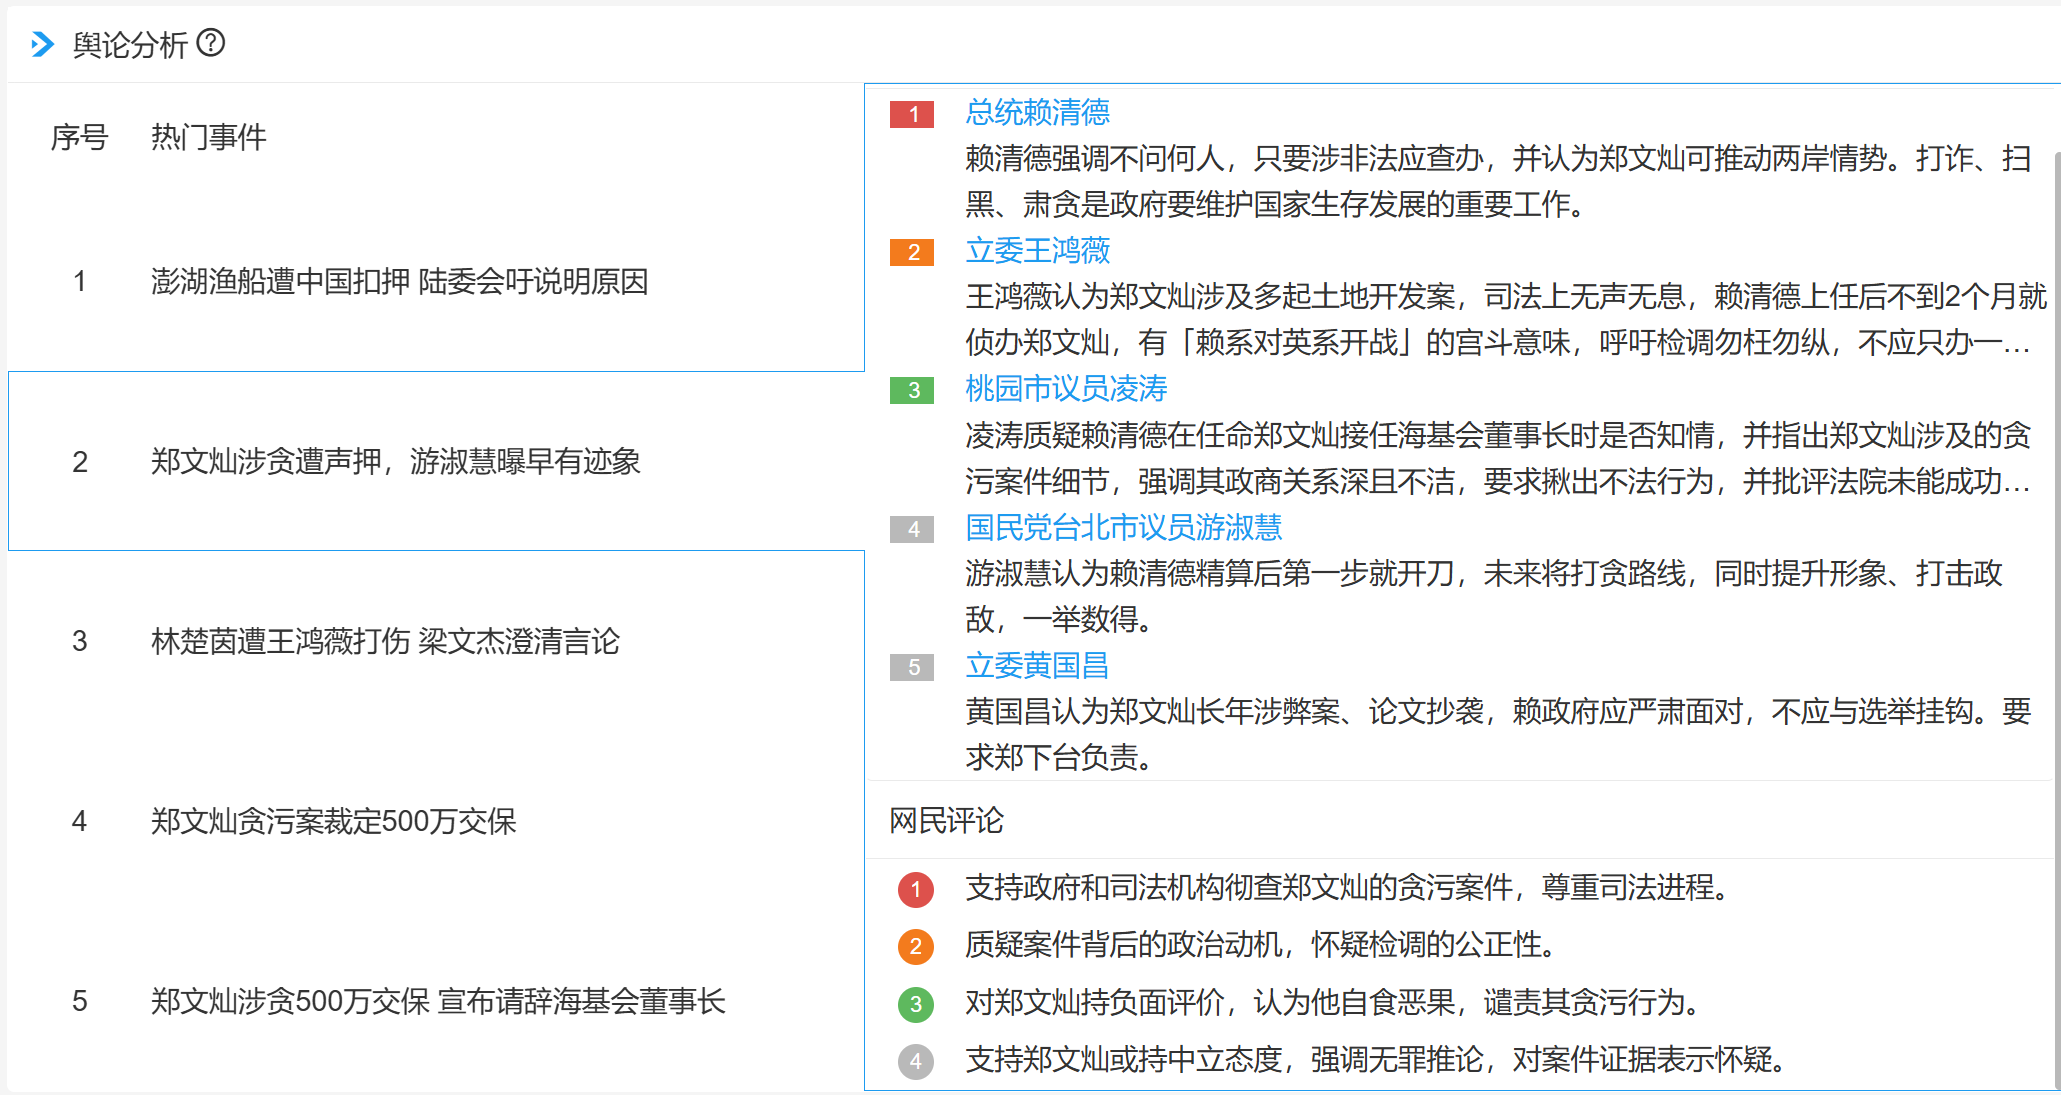 舆论分析
序号 热门事件
1 澎湖渔船遭中国扣押 陆委会吁说明原因
2 郑文灿涉贪遭声押，游淑慧曝早有迹象
3 林楚茵遭王鸿薇打伤 梁文杰澄清言论
4 郑文灿贪污案裁定500万交保
5 郑文灿涉贪500万交保 宣布请辞海基会董事长
1 总统赖清德
赖清德强调不问何人，只要涉非法应查办，并认为郑文灿可推动两岸情势。打诈、扫
黑、肃贪是政府要维护国家生存发展的重要工作。
2 立委王鸿薇
王鸿薇认为郑文灿涉及多起土地开发案，司法上无声无息，赖清德上任后不到2个月就
侦办郑文灿，有「赖系对英系开战」的宫斗意味，呼吁检调勿枉勿纵，不应只办一…
3 桃园市议员凌涛
凌涛质疑赖清德在任命郑文灿接任海基会董事长时是否知情，并指出郑文灿涉及的贪
污案件细节，强调其政商关系深且不洁，要求揪出不法行为，并批评法院未能成功…
4 国民党台北市议员游淑慧
游淑慧认为赖清德精算后第一步就开刀，未来将打贪路线，同时提升形象、打击政
敌，一举数得。
5 立委黄国昌
黄国昌认为郑文灿长年涉弊案、论文抄袭，赖政府应严肃面对，不应与选举挂钩。要
求郑下台负责。
网民评论
1 支持政府和司法机构彻查郑文灿的贪污案件，尊重司法进程。
2 质疑案件背后的政治动机，怀疑检调的公正性。
3 对郑文灿持负面评价，认为他自食恶果，谴责其贪污行为。
4 支持郑文灿或持中立态度，强调无罪推论，对案件证据表示怀疑。